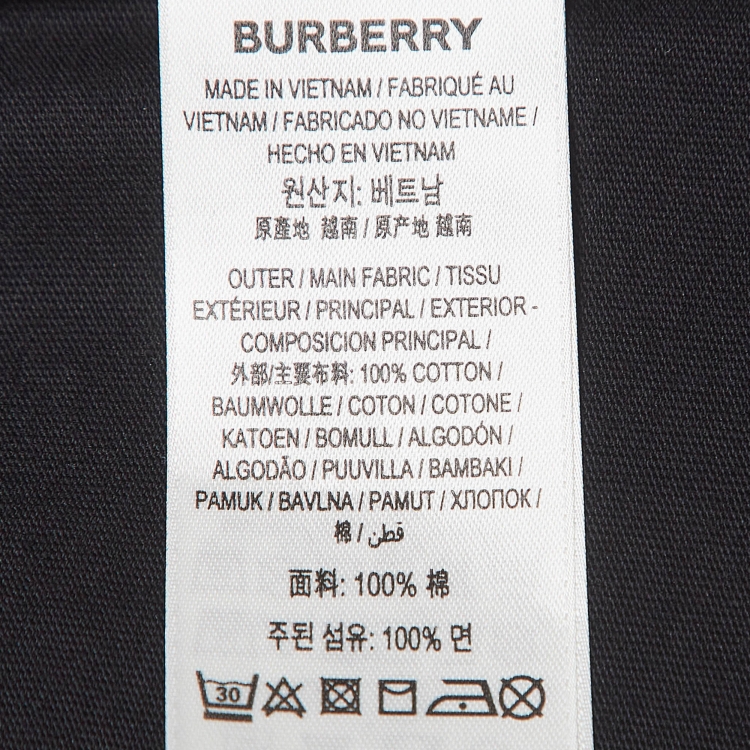 BURBERRY
MADE IN VIETNAM / FABRIQUÉ AU
VIETNAM / FABRICADO NO VIETNAME /
HECHO EN VIETNAM
원산지: 베트남
原產地 越南 / 原产地 越南
OUTER / MAIN FABRIC / TISSU
EXTÉRIEUR / PRINCIPAL / EXTERIOR -
COMPOSICION PRINCIPAL /
外部/主要布料: 100% COTTON /
BAUMWOLLE / COTON / COTONE /
KATOEN / BOMULL / ALGODÓN /
ALGODÃO / PUUVILLA / BAMBAKI /
PAMUK / BAVLNA / PAMUT / ХЛОПОК /
棉 / قطن
面料: 100% 棉
주된 섬유: 100% 면
30